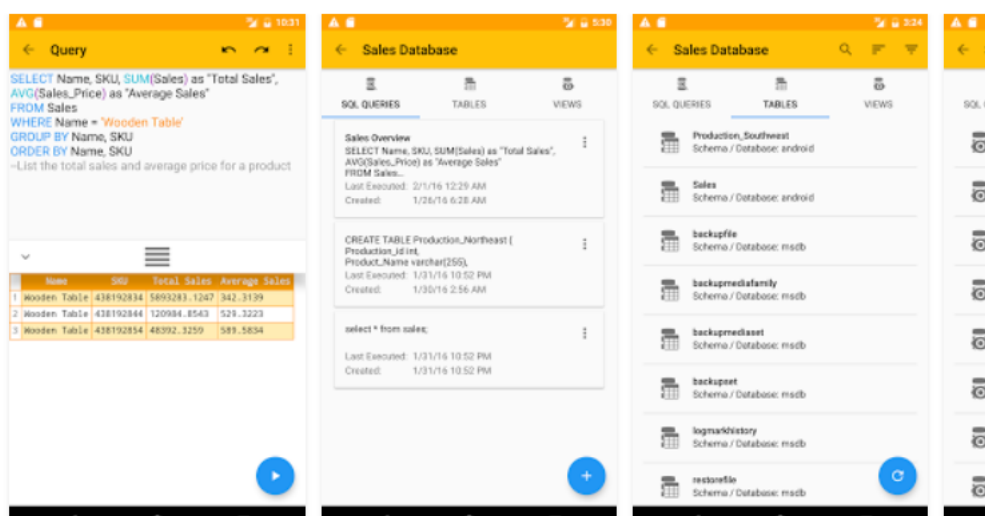 10:31
Query
SELECT Name, SKU, SUM(Sales) as "Total Sales",
AVG(Sales_Price) as "Average Sales"
FROM Sales
WHERE Name = 'Wooden Table'
GROUP BY Name, SKU
ORDER BY Name, SKU
--List the total sales and average price for a product
Name SKU Total Sales Average Sales
1 Wooden Table 438192834 5893283.1247 342.3139
2 Wooden Table 438192844 120984.8543 529.3223
3 Wooden Table 438192854 48392.3259 589.5834
5:30
Sales Database
SQL QUERIES TABLES VIEWS
Sales Overview
SELECT Name, SKU, SUM(Sales) as "Total Sales",
AVG(Sales_Price) as "Average Sales"
FROM Sales...
Last Executed: 2/1/16 12:29 AM
Created: 1/26/16 6:28 AM
CREATE TABLE Production_Northeast (
Production_id int,
Product_Name varchar(255),
Last Executed: 1/31/16 10:52 PM
Created: 1/30/16 2:56 AM
select * from sales;
Last Executed: 1/31/16 10:52 PM
Created: 1/31/16 10:52 PM
3:24
Sales Database
SQL QUERIES TABLES VIEWS
Production_Southwest
Schema / Database: android
Sales
Schema / Database: android
backupfile
Schema / Database: msdb
backupmediafamily
Schema / Database: msdb
backupmediaset
Schema / Database: msdb
backupset
Schema / Database: msdb
logmarkhistory
Schema / Database: msdb
restorefile
Schema / Database: msdb
SQL